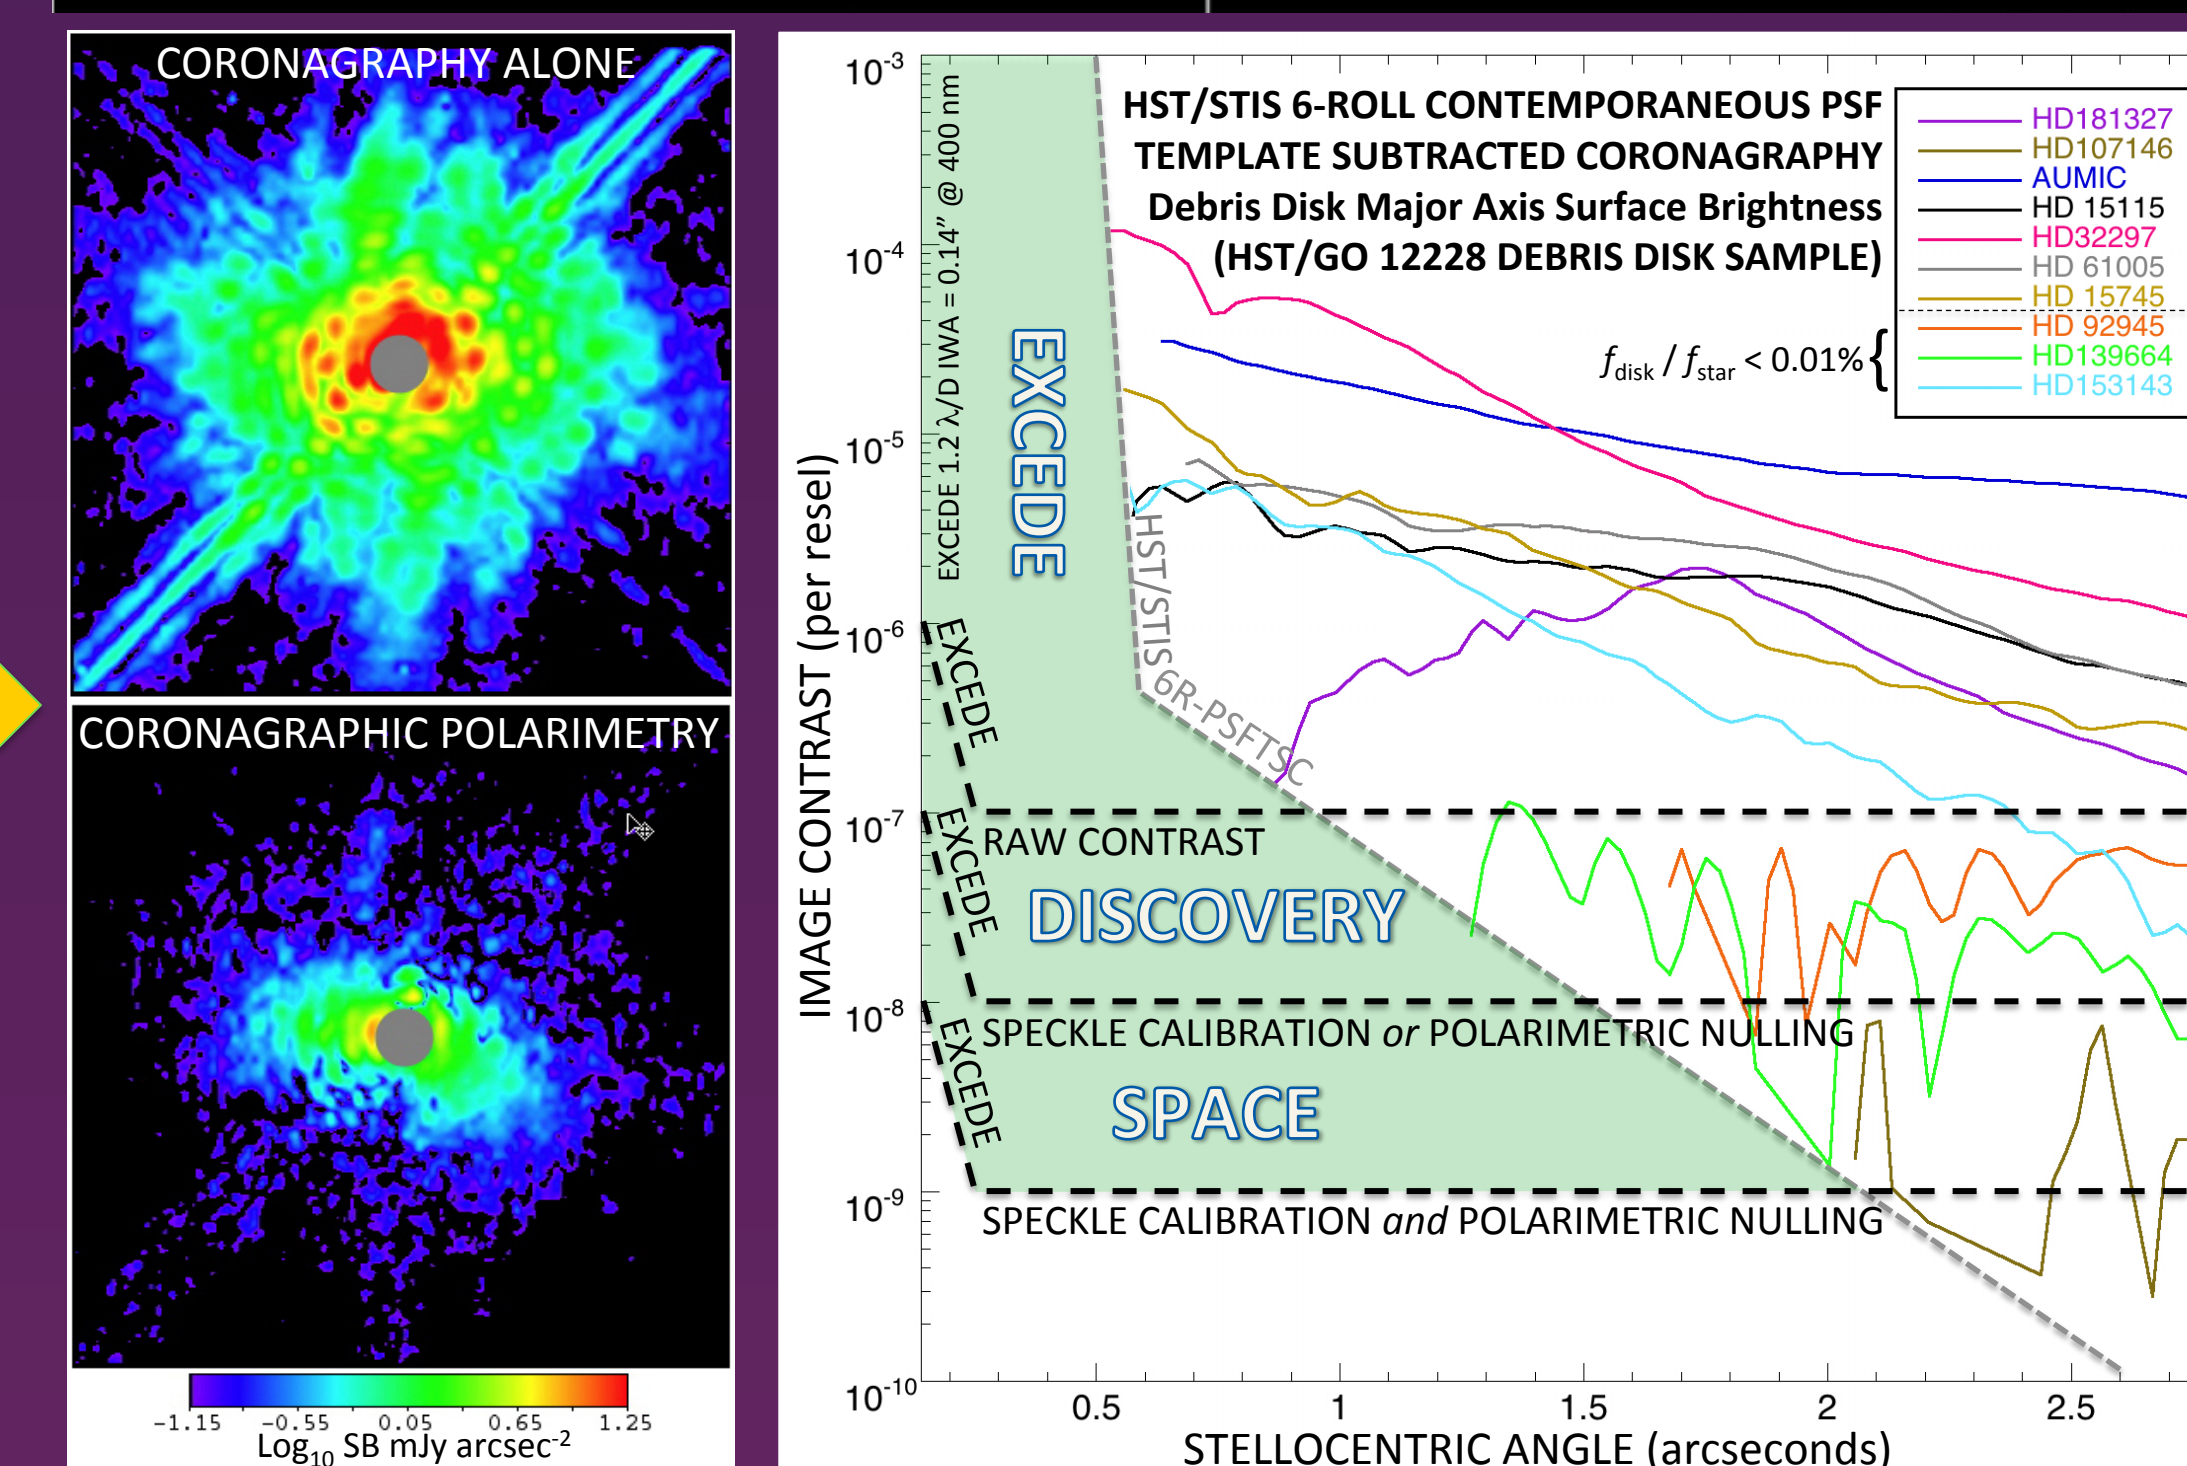 CORONAGRAPHY ALONE
CORONAGRAPHIC POLARIMETRY
-1.15 -0.55 0.05 0.65 1.25
Log10 SB mJy arcsec-2
IMAGE CONTRAST (per resel)
10-3
10-4
10-5
10-6
10-7
10-8
10-9
10-10
EXCEDE 1.2 λ/D IWA = 0.14” @ 400 nm
EXCEDE
HST/STIS 6-ROLL CONTEMPORANEOUS PSF
TEMPLATE SUBTRACTED CORONAGRAPHY
Debris Disk Major Axis Surface Brightness
(HST/GO 12228 DEBRIS DISK SAMPLE)
fdisk / fstar < 0.01% {
HD181327
HD107146
AUMIC
HD 15115
HD32297
HD 61005
HD 15745
HD 92945
HD139664
HD153143
HST/STIS 6R-PSFTSC
EXCEDE
RAW CONTRAST
EXCEDE
DISCOVERY
SPECKLE CALIBRATION or POLARIMETRIC NULLING
EXCEDE
SPACE
SPECKLE CALIBRATION and POLARIMETRIC NULLING
0.5 1 1.5 2 2.5
STELLOCENTRIC ANGLE (arcseconds)